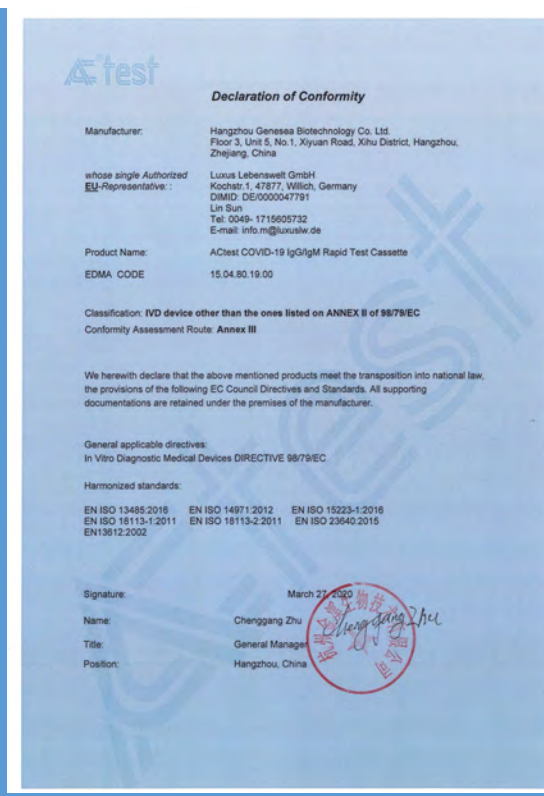 ACtest
Declaration of Conformity
Manufacturer: Hangzhou Genesea Biotechnology Co. Ltd.
Floor 3, Unit 5, No.1, Xiyuan Road, Xihu District, Hangzhou,
Zhejiang, China
whose single Authorized Luxus Lebenswelt GmbH
EU-Representative: : Kochstr.1, 47877, Willich, Germany
DIMID: DE/0000047791
Lin Sun
Tel: 0049- 1715605732
E-mail: info.m@luxuslw.de
Product Name: ACtest COVID-19 IgG/IgM Rapid Test Cassette
EDMA CODE 15.04.80.19.00
Classification: IVD device other than the ones listed on ANNEX II of 98/79/EC
Conformity Assessment Route: Annex III
We herewith declare that the above mentioned products meet the transposition into national law,
the provisions of the following EC Council Directives and Standards. All supporting
documentations are retained under the premises of the manufacturer.
General applicable directives:
In Vitro Diagnostic Medical Devices DIRECTIVE 98/79/EC
Harmonized standards:
EN ISO 13485:2016 EN ISO 14971:2012 EN ISO 15223-1:2016
EN ISO 18113-1:2011 EN ISO 18113-2:2011 EN ISO 23640:2015
EN13612:2002
Signature: March 27, 2020
Name: Chenggang Zhu
Chenggang Zhu
Title: General Manager
Position: Hangzhou, China